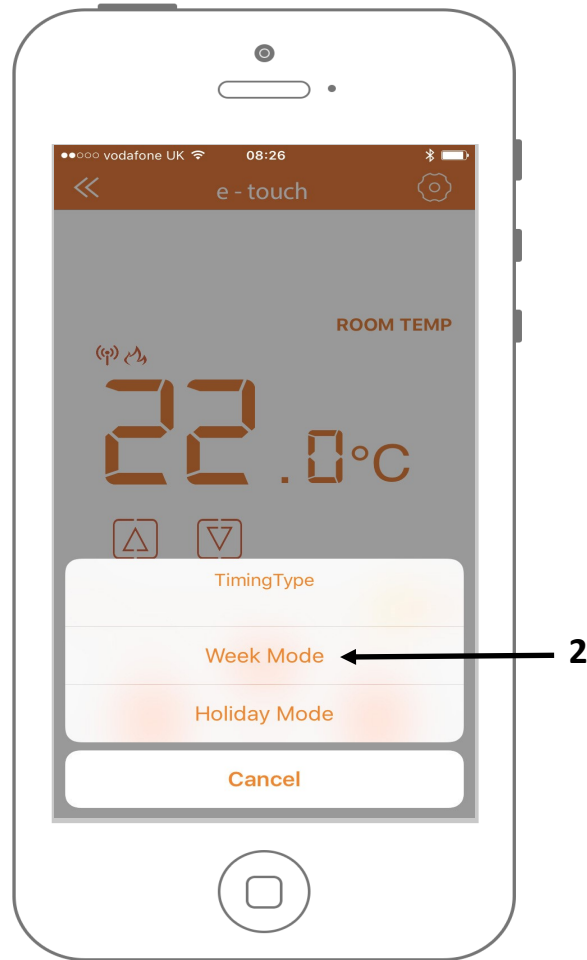 vodafone UK 08:26
e - touch
ROOM TEMP
22.0°C
TimingType
Week Mode
2
Holiday Mode
Cancel